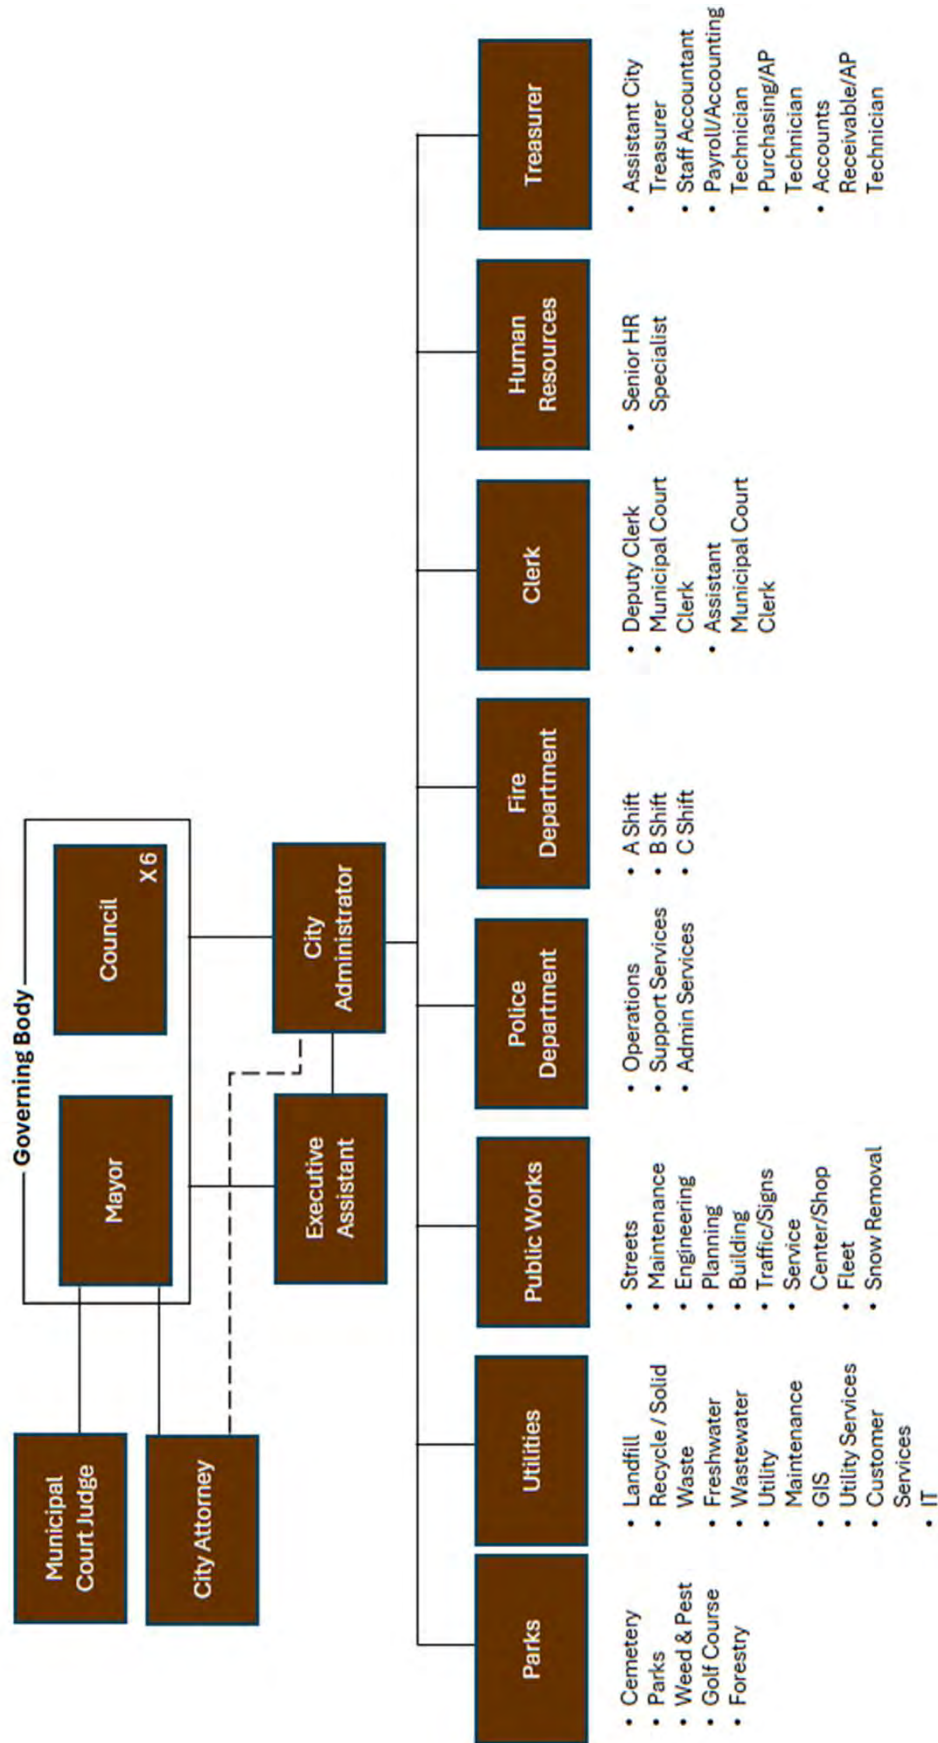 Governing Body
Municipal
Court Judge
City Attorney
Mayor
Council
X 6
Executive
Assistant
City
Administrator
Parks
• Cemetery
• Parks
• Weed & Pest
• Golf Course
• Forestry
Utilities
• Landfill
• Recycle / Solid
Waste
• Freshwater
• Wastewater
• Utility
Maintenance
• GIS
• Utility Services
• Customer
Services
• IT
Public Works
• Streets
• Maintenance
• Engineering
• Planning
• Building
• Traffic/Signs
• Service
Center/Shop
• Fleet
• Snow Removal
Police
Department
• Operations
• Support Services
• Admin Services
Fire
Department
• A Shift
• B Shift
• C Shift
Clerk
• Deputy Clerk
• Municipal Court
Clerk
• Assistant
Municipal Court
Clerk
Human
Resources
• Senior HR
Specialist
Treasurer
• Assistant City
Treasurer
• Staff Accountant
• Payroll/Accounting
Technician
• Purchasing/AP
Technician
• Accounts
Receivable/AP
Technician